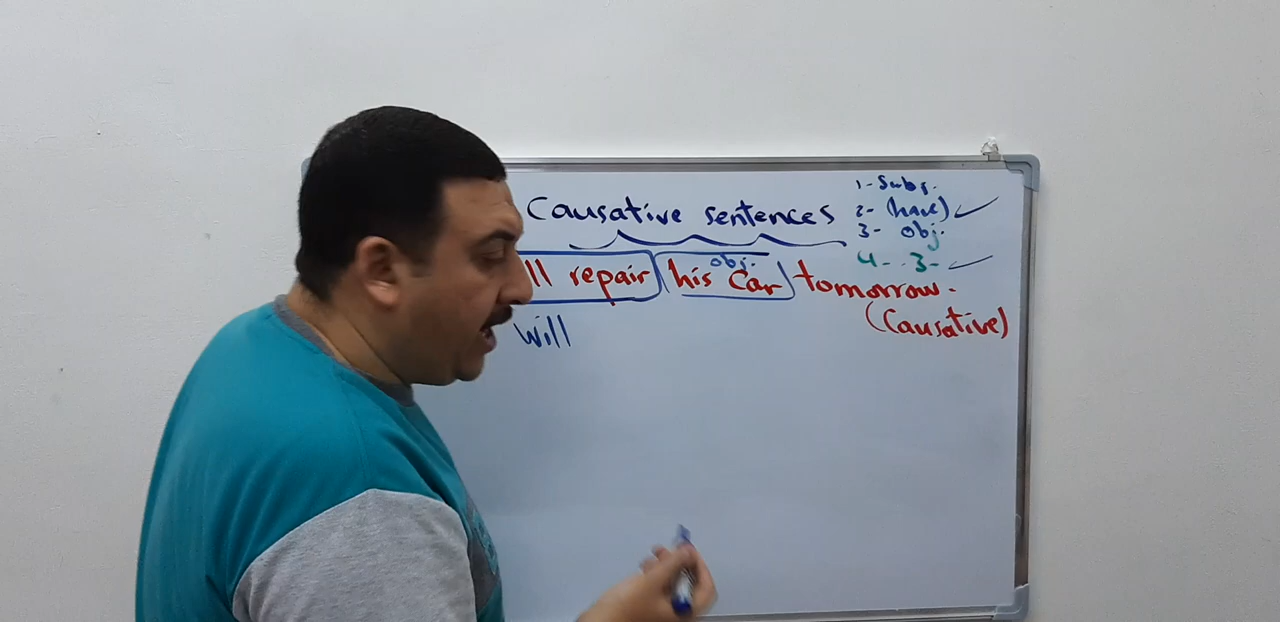 Causative sentences
1- Subj.
2- (have) ✓
3- obj.
4- .. 3 - ✓
obj.
ll repair his car tomorrow.
(Causative)
Will